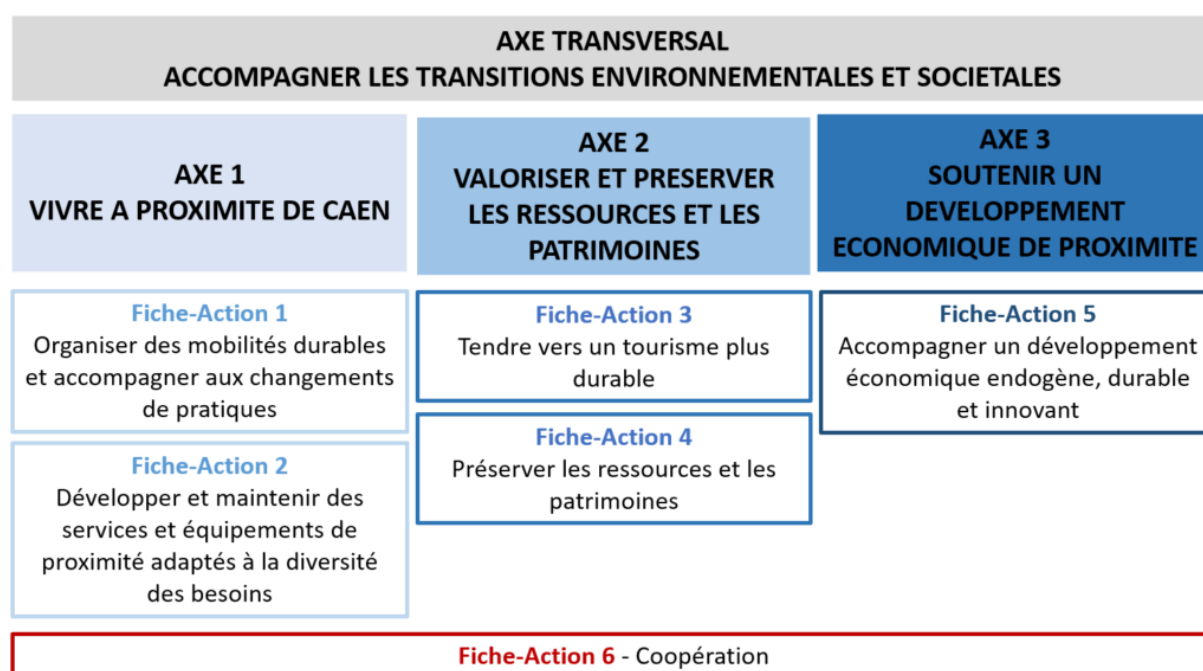 AXE TRANSVERSAL
ACCOMPAGNER LES TRANSITIONS ENVIRONNEMENTALES ET SOCIETALES
AXE 1
VIVRE A PROXIMITE DE CAEN
AXE 2
VALORISER ET PRESERVER
LES RESSOURCES ET LES
PATRIMOINES
AXE 3
SOUTENIR UN
DEVELOPPEMENT
ECONOMIQUE DE PROXIMITE
Fiche-Action 1
Organiser des mobilités durables
et accompagner aux changements
de pratiques
Fiche-Action 2
Développer et maintenir des
services et équipements de
proximité adaptés à la diversité
des besoins
Fiche-Action 3
Tendre vers un tourisme plus
durable
Fiche-Action 4
Préserver les ressources et les
patrimoines
Fiche-Action 5
Accompagner un développement
économique endogène, durable
et innovant
Fiche-Action 6 - Coopération